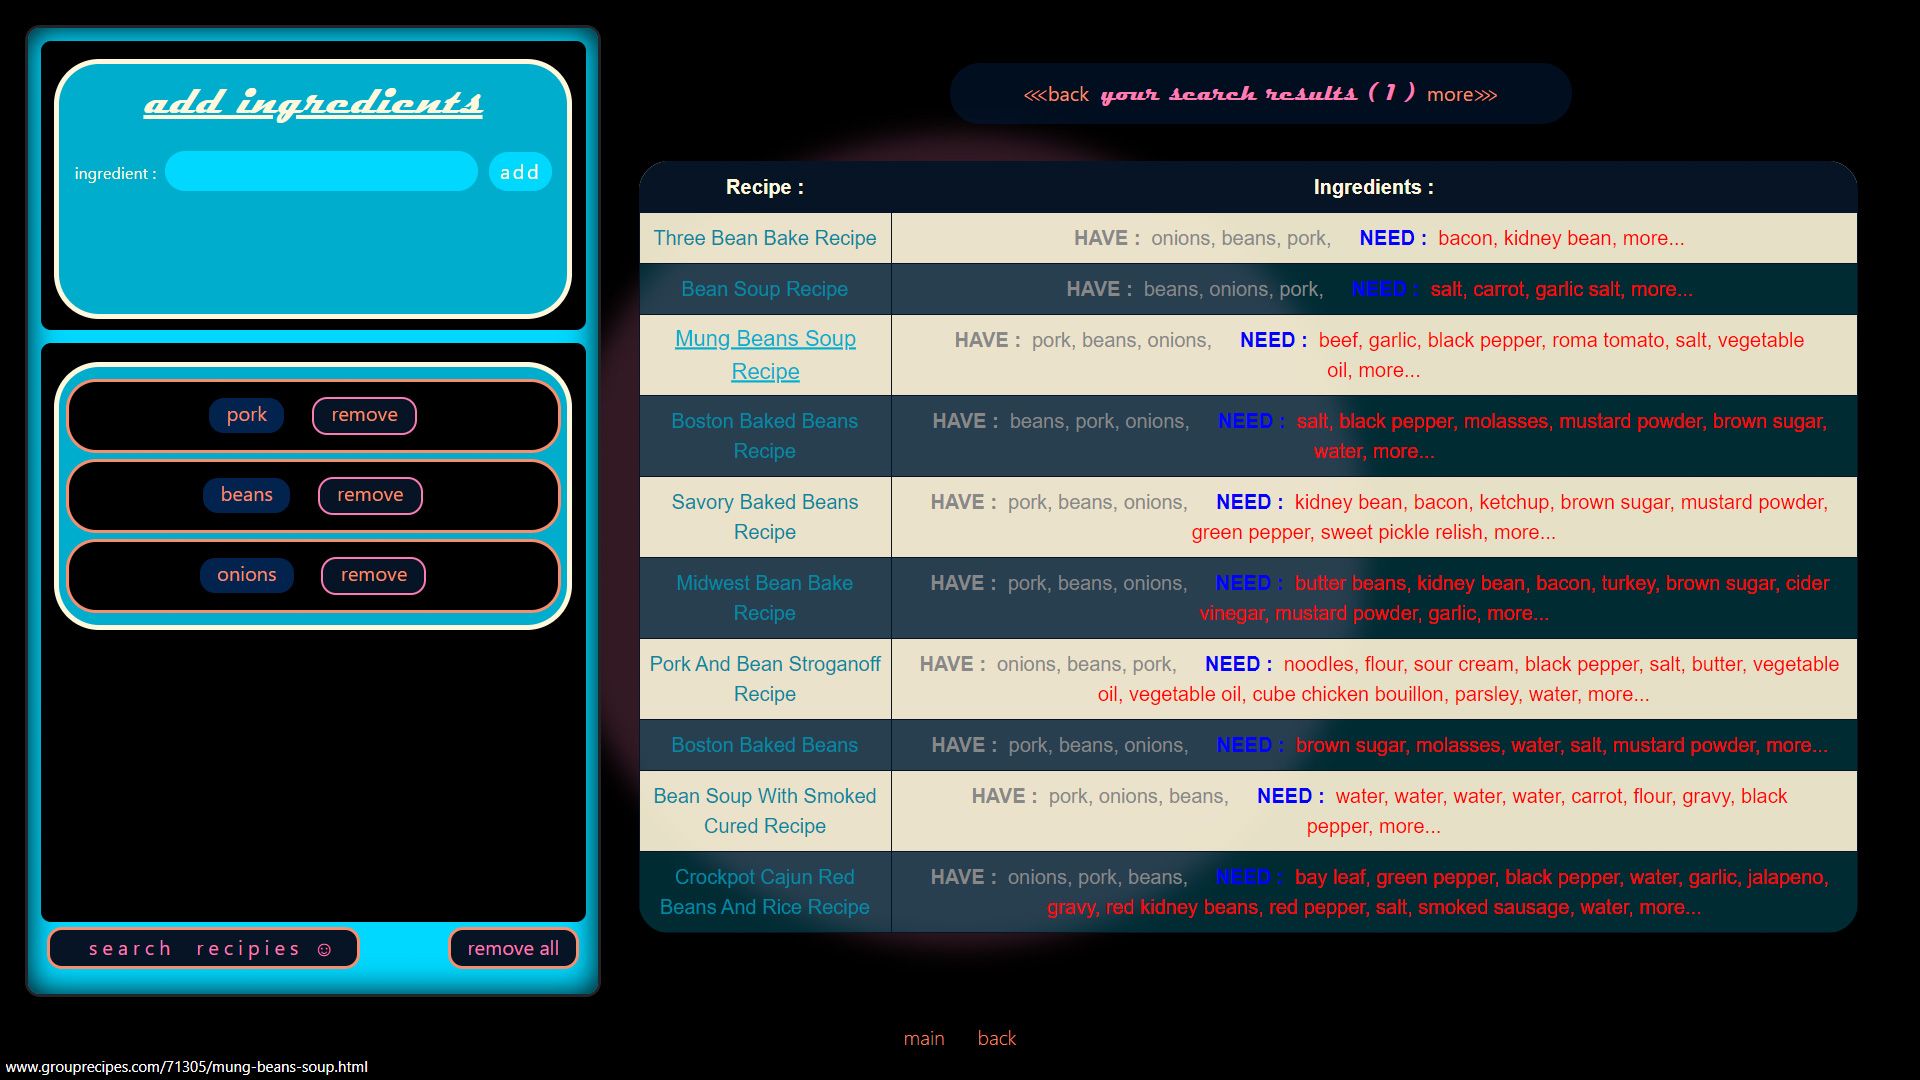 add ingredients
ingredient :
add
pork remove
beans remove
onions remove
search recipies ☺
remove all
<<<back your search results ( 1 ) more>>>
Recipe : Ingredients :
Three Bean Bake Recipe HAVE : onions, beans, pork, NEED : bacon, kidney bean, more...
Bean Soup Recipe HAVE : beans, onions, pork, NEED : salt, carrot, garlic salt, more...
Mung Beans Soup
Recipe
HAVE : pork, beans, onions, NEED : beef, garlic, black pepper, roma tomato, salt, vegetable
oil, more...
Boston Baked Beans
Recipe
HAVE : beans, pork, onions, NEED : salt, black pepper, molasses, mustard powder, brown sugar,
water, more...
Savory Baked Beans
Recipe
HAVE : pork, beans, onions, NEED : kidney bean, bacon, ketchup, brown sugar, mustard powder,
green pepper, sweet pickle relish, more...
Midwest Bean Bake
Recipe
HAVE : pork, beans, onions, NEED : butter beans, kidney bean, bacon, turkey, brown sugar, cider
vinegar, mustard powder, garlic, more...
Pork And Bean Stroganoff
Recipe
HAVE : onions, beans, pork, NEED : noodles, flour, sour cream, black pepper, salt, butter, vegetable
oil, vegetable oil, cube chicken bouillon, parsley, water, more...
Boston Baked Beans HAVE : pork, beans, onions, NEED : brown sugar, molasses, water, salt, mustard powder, more...
Bean Soup With Smoked
Cured Recipe
HAVE : pork, onions, beans, NEED : water, water, water, water, carrot, flour, gravy, black
pepper, more...
Crockpot Cajun Red
Beans And Rice Recipe
HAVE : onions, pork, beans, NEED : bay leaf, green pepper, black pepper, water, garlic, jalapeno,
gravy, red kidney beans, red pepper, salt, smoked sausage, water, more...
main back
www.grouprecipes.com/71305/mung-beans-soup.html